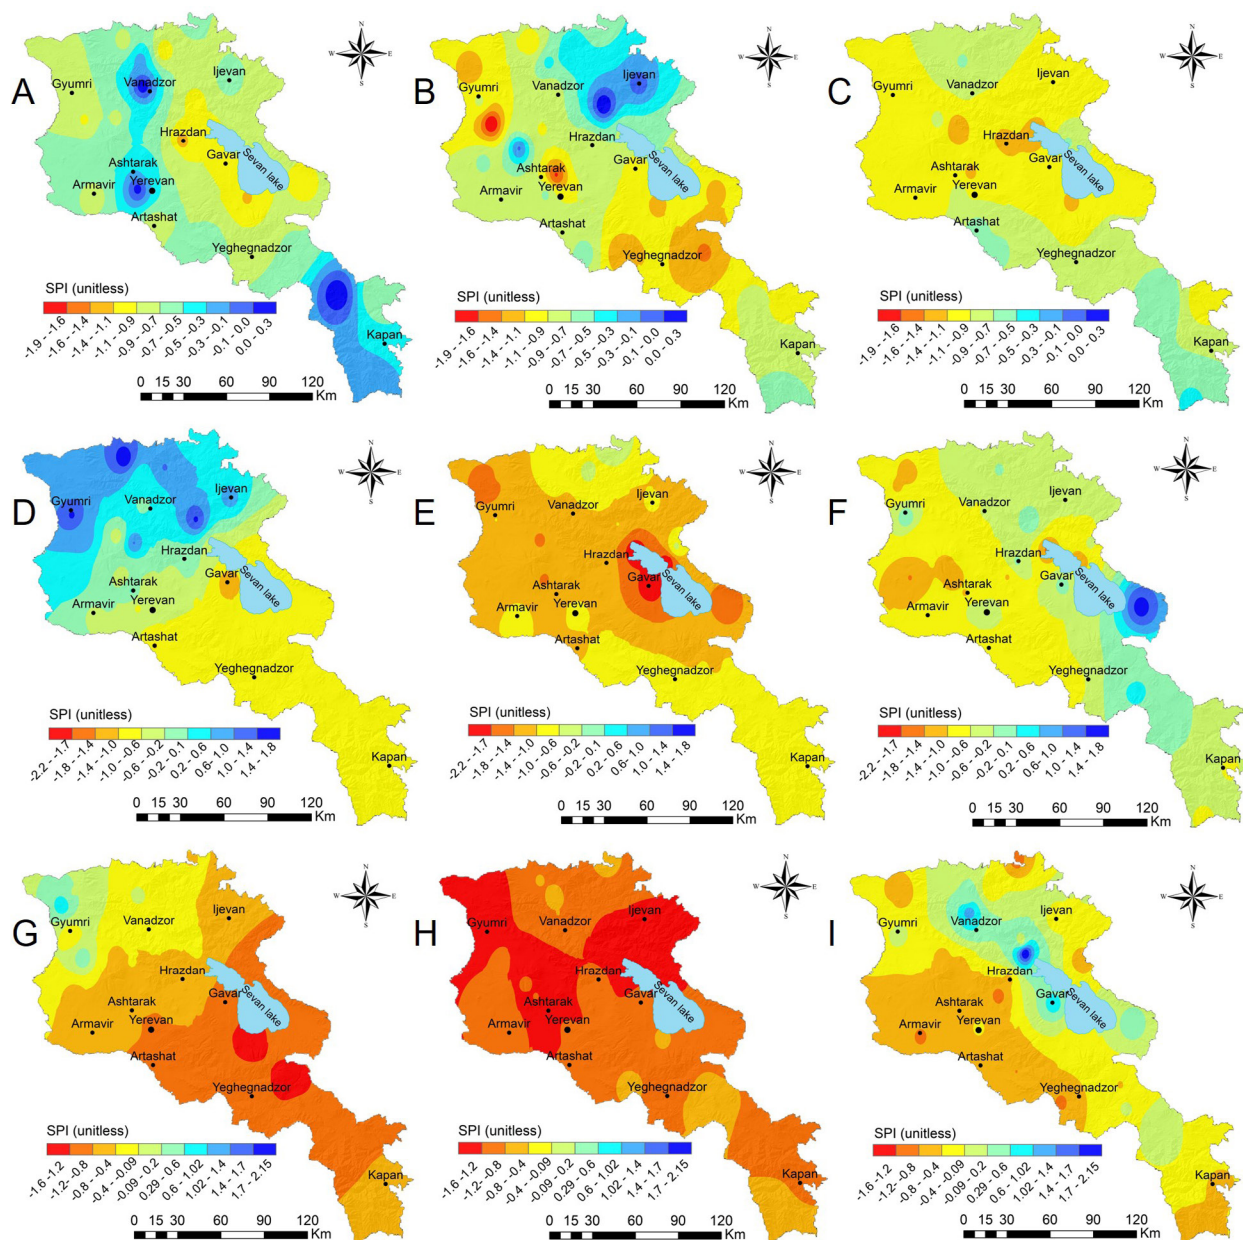 A
N
W
E
S
Gyumri
Vanadzor
Ijevan
Hrazdan
Gavar
Sevan lake
Ashtarak
Yerevan
Armavir
Artashat
Yeghegnadzor
Kapan
SPI (unitless)
-1.9 - -1.6
-1.6 - -1.4
-1.4 - -1.1
-1.1 - -0.9
-0.9 - -0.7
-0.7 - -0.5
-0.5 - -0.3
-0.3 - -0.1
-0.1 - 0.0
0.0 - 0.3
0 15 30 60 90 120
Km
B
N
W
E
S
Gyumri
Vanadzor
Ijevan
Hrazdan
Gavar
Sevan lake
Ashtarak
Yerevan
Armavir
Artashat
Yeghegnadzor
Kapan
SPI (unitless)
-1.9 - -1.6
-1.6 - -1.4
-1.4 - -1.1
-1.1 - -0.9
-0.9 - -0.7
-0.7 - -0.5
-0.5 - -0.3
-0.3 - -0.1
-0.1 - 0.0
0.0 - 0.3
0 15 30 60 90 120
Km
C
N
W
E
S
Gyumri
Vanadzor
Ijevan
Hrazdan
Gavar
Sevan lake
Ashtarak
Yerevan
Armavir
Artashat
Yeghegnadzor
Kapan
SPI (unitless)
-1.9 - -1.6
-1.6 - -1.4
-1.4 - -1.1
-1.1 - -0.9
-0.9 - -0.7
-0.7 - -0.5
-0.5 - -0.3
-0.3 - -0.1
-0.1 - 0.0
0.0 - 0.3
0 15 30 60 90 120
Km
D
N
W
E
S
Gyumri
Vanadzor
Ijevan
Hrazdan
Gavar
Sevan lake
Ashtarak
Yerevan
Armavir
Artashat
Yeghegnadzor
Kapan
SPI (unitless)
-2.2 - -1.7
-1.8 - -1.4
-1.4 - -1.0
-1.0 - -0.6
-0.6 - -0.2
-0.2 - 0.1
0.2 - 0.6
0.6 - 1.0
1.0 - 1.4
1.4 - 1.8
0 15 30 60 90 120
Km
E
N
W
E
S
Gyumri
Vanadzor
Ijevan
Hrazdan
Gavar
Sevan lake
Ashtarak
Yerevan
Armavir
Artashat
Yeghegnadzor
Kapan
SPI (unitless)
-2.2 - -1.7
-1.8 - -1.4
-1.4 - -1.0
-1.0 - -0.6
-0.6 - -0.2
-0.2 - 0.1
0.2 - 0.6
0.6 - 1.0
1.0 - 1.4
1.4 - 1.8
0 15 30 60 90 120
Km
F
N
W
E
S
Gyumri
Vanadzor
Ijevan
Hrazdan
Gavar
Sevan lake
Ashtarak
Yerevan
Armavir
Artashat
Yeghegnadzor
Kapan
SPI (unitless)
-2.2 - -1.7
-1.8 - -1.4
-1.4 - -1.0
-1.0 - -0.6
-0.6 - -0.2
-0.2 - 0.1
0.2 - 0.6
0.6 - 1.0
1.0 - 1.4
1.4 - 1.8
0 15 30 60 90 120
Km
G
N
W
E
S
Gyumri
Vanadzor
Ijevan
Hrazdan
Gavar
Sevan lake
Ashtarak
Yerevan
Armavir
Artashat
Yeghegnadzor
Kapan
SPI (unitless)
-1.6 - -1.2
-1.2 - -0.8
-0.8 - -0.4
-0.4 - -0.09
-0.09 - 0.2
0.29 - 0.6
0.6 - 1.02
1.02 - 1.4
1.4 - 1.7
1.7 - 2.15
0 15 30 60 90 120
Km
H
N
W
E
S
Gyumri
Vanadzor
Ijevan
Hrazdan
Gavar
Sevan lake
Ashtarak
Yerevan
Armavir
Artashat
Yeghegnadzor
Kapan
SPI (unitless)
-1.6 - -1.2
-1.2 - -0.8
-0.8 - -0.4
-0.4 - -0.09
-0.09 - 0.2
0.29 - 0.6
0.6 - 1.02
1.02 - 1.4
1.4 - 1.7
1.7 - 2.15
0 15 30 60 90 120
Km
I
N
W
E
S
Gyumri
Vanadzor
Ijevan
Hrazdan
Gavar
Sevan lake
Ashtarak
Yerevan
Armavir
Artashat
Yeghegnadzor
Kapan
SPI (unitless)
-1.6 - -1.2
-1.2 - -0.8
-0.8 - -0.4
-0.4 - -0.09
-0.09 - 0.2
0.29 - 0.6
0.6 - 1.02
1.02 - 1.4
1.4 - 1.7
1.7 - 2.15
0 15 30 60 90 120
Km